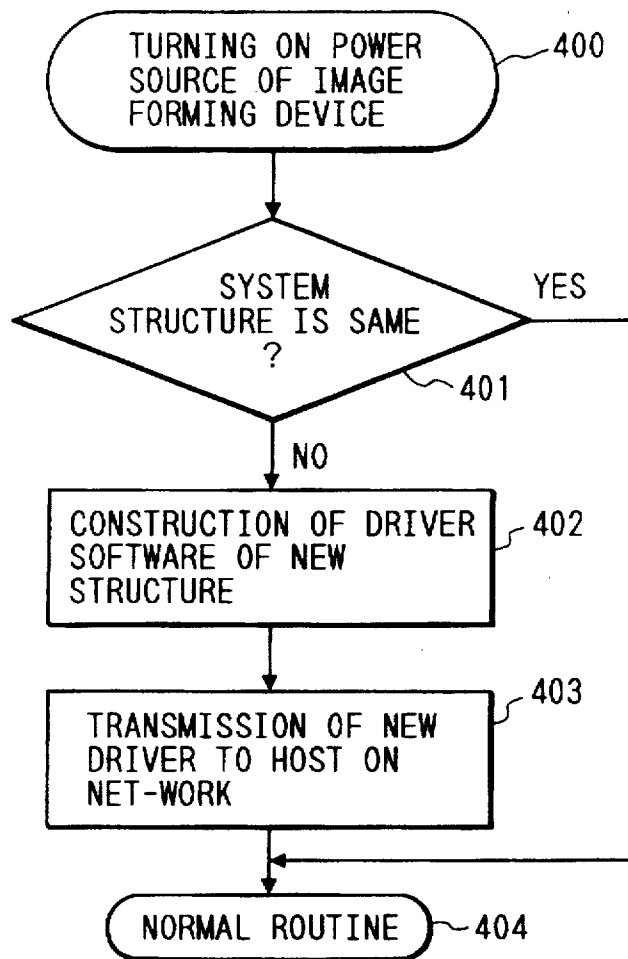 TURNING ON POWER
SOURCE OF IMAGE
FORMING DEVICE
400
SYSTEM
STRUCTURE IS SAME
?
YES
401
NO
CONSTRUCTION OF DRIVER
SOFTWARE OF NEW
STRUCTURE
402
TRANSMISSION OF NEW
DRIVER TO HOST ON
NET-WORK
403
NORMAL ROUTINE
404